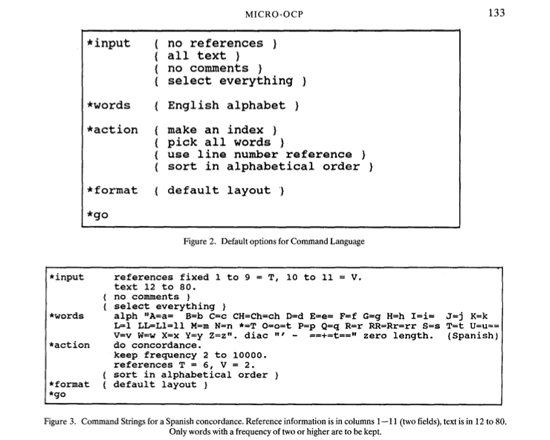 MICRO-OCP 133
*input ( no references )
( all text )
( no comments )
( select everything )
*words ( English alphabet )
*action ( make an index )
( pick all words )
( use line number reference )
( sort in alphabetical order )
*format ( default layout )
*go
Figure 2. Default options for Command Language
*input references fixed 1 to 9 = T, 10 to 11 = V.
text 12 to 80.
( no comments )
( select everything )
*words alph "A=a= B=b C=c CH=Ch=ch D=d E=e= F=f G=g H=h I=i= J=j K=k
L=l LL=Ll=ll M=m N=n O=o=t P=p Q=q R=r RR=Rr=rr S=s T=t U=u==
V=v W=w X=x Y=y Z=z". diac "' - ==+=t==" zero length. (Spanish)
*action do concordance.
keep frequency 2 to 10000.
references T = 6, V = 2.
( sort in alphabetical order )
*format ( default layout )
*go
Figure 3. Command Strings for a Spanish concordance. Reference information is in columns 1—11 (two fields), text is in 12 to 80.
Only words with a frequency of two or higher are to be kept.